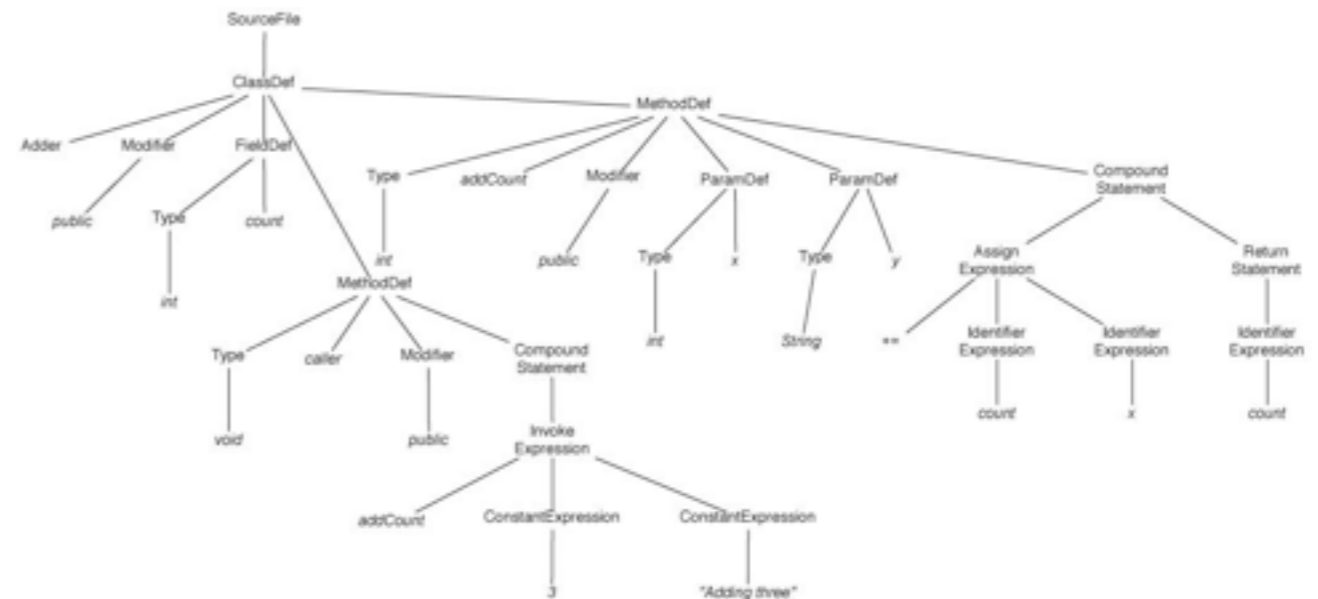 SourceFile
ClassDef
MethodDef
Adder Modifier FieldDef
Type addCount Modifier ParamDef ParamDef Compound
Statement
public Type count
int public Type x Type y Assign
Expression Return
Statement
MethodDef
int
int String += Identifier
Expression Identifier
Expression Identifier
Expression
Type caller Modifier Compound
Statement
count x count
void public Invoke
Expression
addCount ConstantExpression ConstantExpression
3 "Adding three"